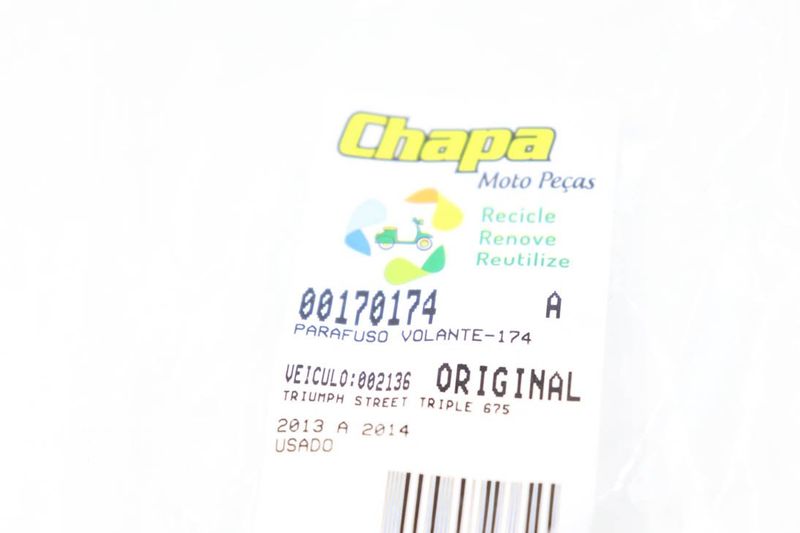 Chapa
Moto Peças
Recicle
Renove
Reutilize
00170174 A
PARAFUSO VOLANTE-174
VEICULO:002136 ORIGINAL
TRIUMPH STREET TRIPLE 675
2013 A 2014
USADO